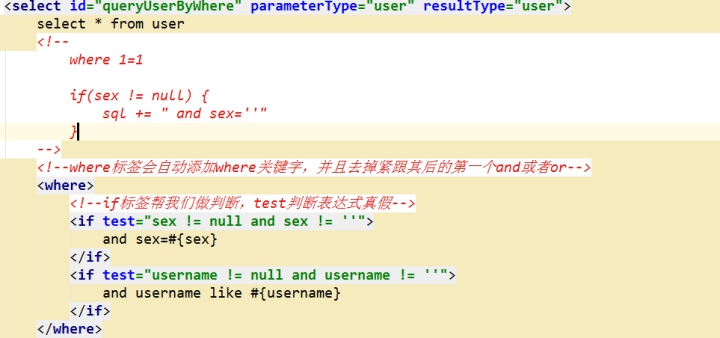 <select id="queryUserByWhere" parameterType="user" resultType="user">
select * from user
<!--
where 1=1
if(sex != null) {
sql += " and sex=''"
}
-->
<!--where标签会自动添加where关键字，并且去掉紧跟其后的第一个and或者or-->
<where>
<!--if标签帮我们做判断，test判断表达式真假-->
<if test="sex != null and sex != ''">
and sex=#{sex}
</if>
<if test="username != null and username != ''">
and username like #{username}
</if>
</where>